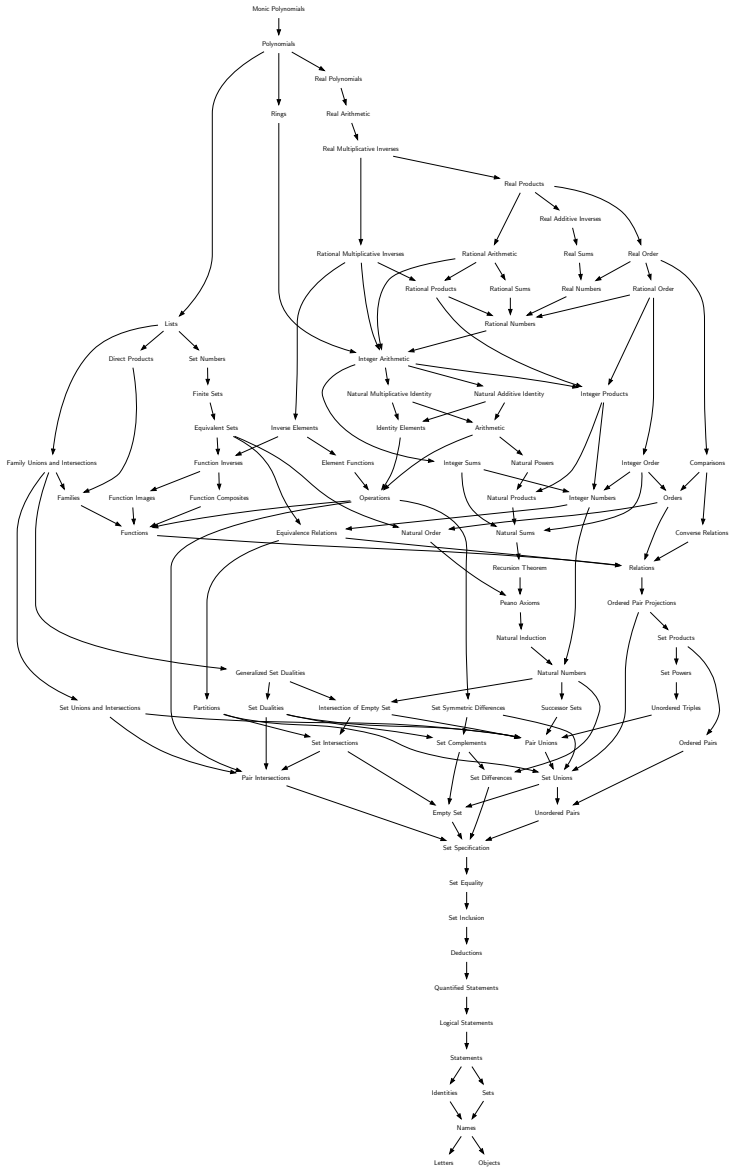 Monic Polynomials
Polynomials
Real Polynomials
Rings
Real Arithmetic
Real Multiplicative Inverses
Real Products
Real Additive Inverses
Rational Multiplicative Inverses
Rational Arithmetic
Real Sums
Real Order
Rational Products
Rational Sums
Real Numbers
Rational Order
Lists
Rational Numbers
Direct Products
Set Numbers
Integer Arithmetic
Finite Sets
Natural Multiplicative Identity
Natural Additive Identity
Integer Products
Equivalent Sets
Inverse Elements
Identity Elements
Arithmetic
Family Unions and Intersections
Function Inverses
Element Functions
Integer Sums
Natural Powers
Integer Order
Comparisons
Families
Function Images
Function Composites
Operations
Natural Products
Integer Numbers
Orders
Functions
Equivalence Relations
Natural Order
Natural Sums
Converse Relations
Recursion Theorem
Relations
Peano Axioms
Ordered Pair Projections
Natural Induction
Set Products
Generalized Set Dualities
Natural Numbers
Set Powers
Set Unions and Intersections
Partitions
Set Dualities
Intersection of Empty Set
Set Symmetric Differences
Successor Sets
Unordered Triples
Set Intersections
Set Complements
Pair Unions
Ordered Pairs
Pair Intersections
Set Differences
Set Unions
Empty Set
Unordered Pairs
Set Specification
Set Equality
Set Inclusion
Deductions
Quantified Statements
Logical Statements
Statements
Identities
Sets
Names
Letters
Objects